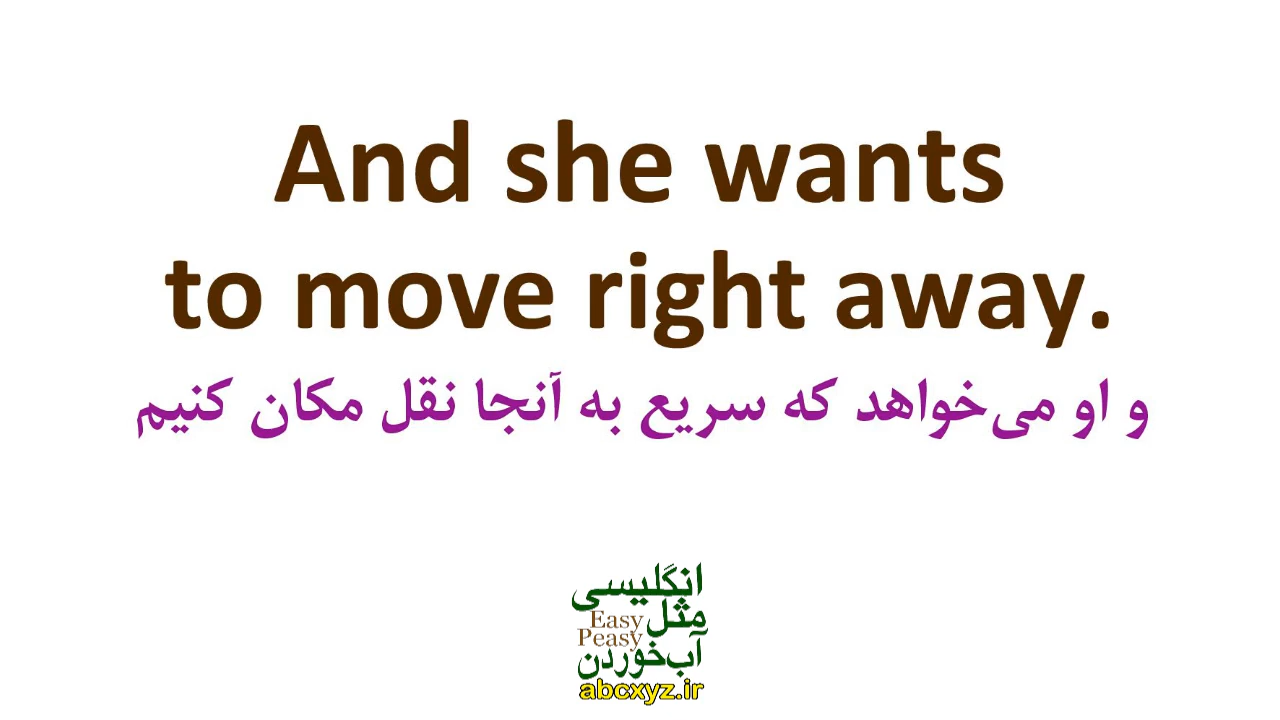 And she wants
to move right away.
و او می‌خواهد که سریع به آنجا نقل مکان کنیم
انگلیسی
مثل
Easy
Peasy
آب‌خوردن
abcxyz.ir